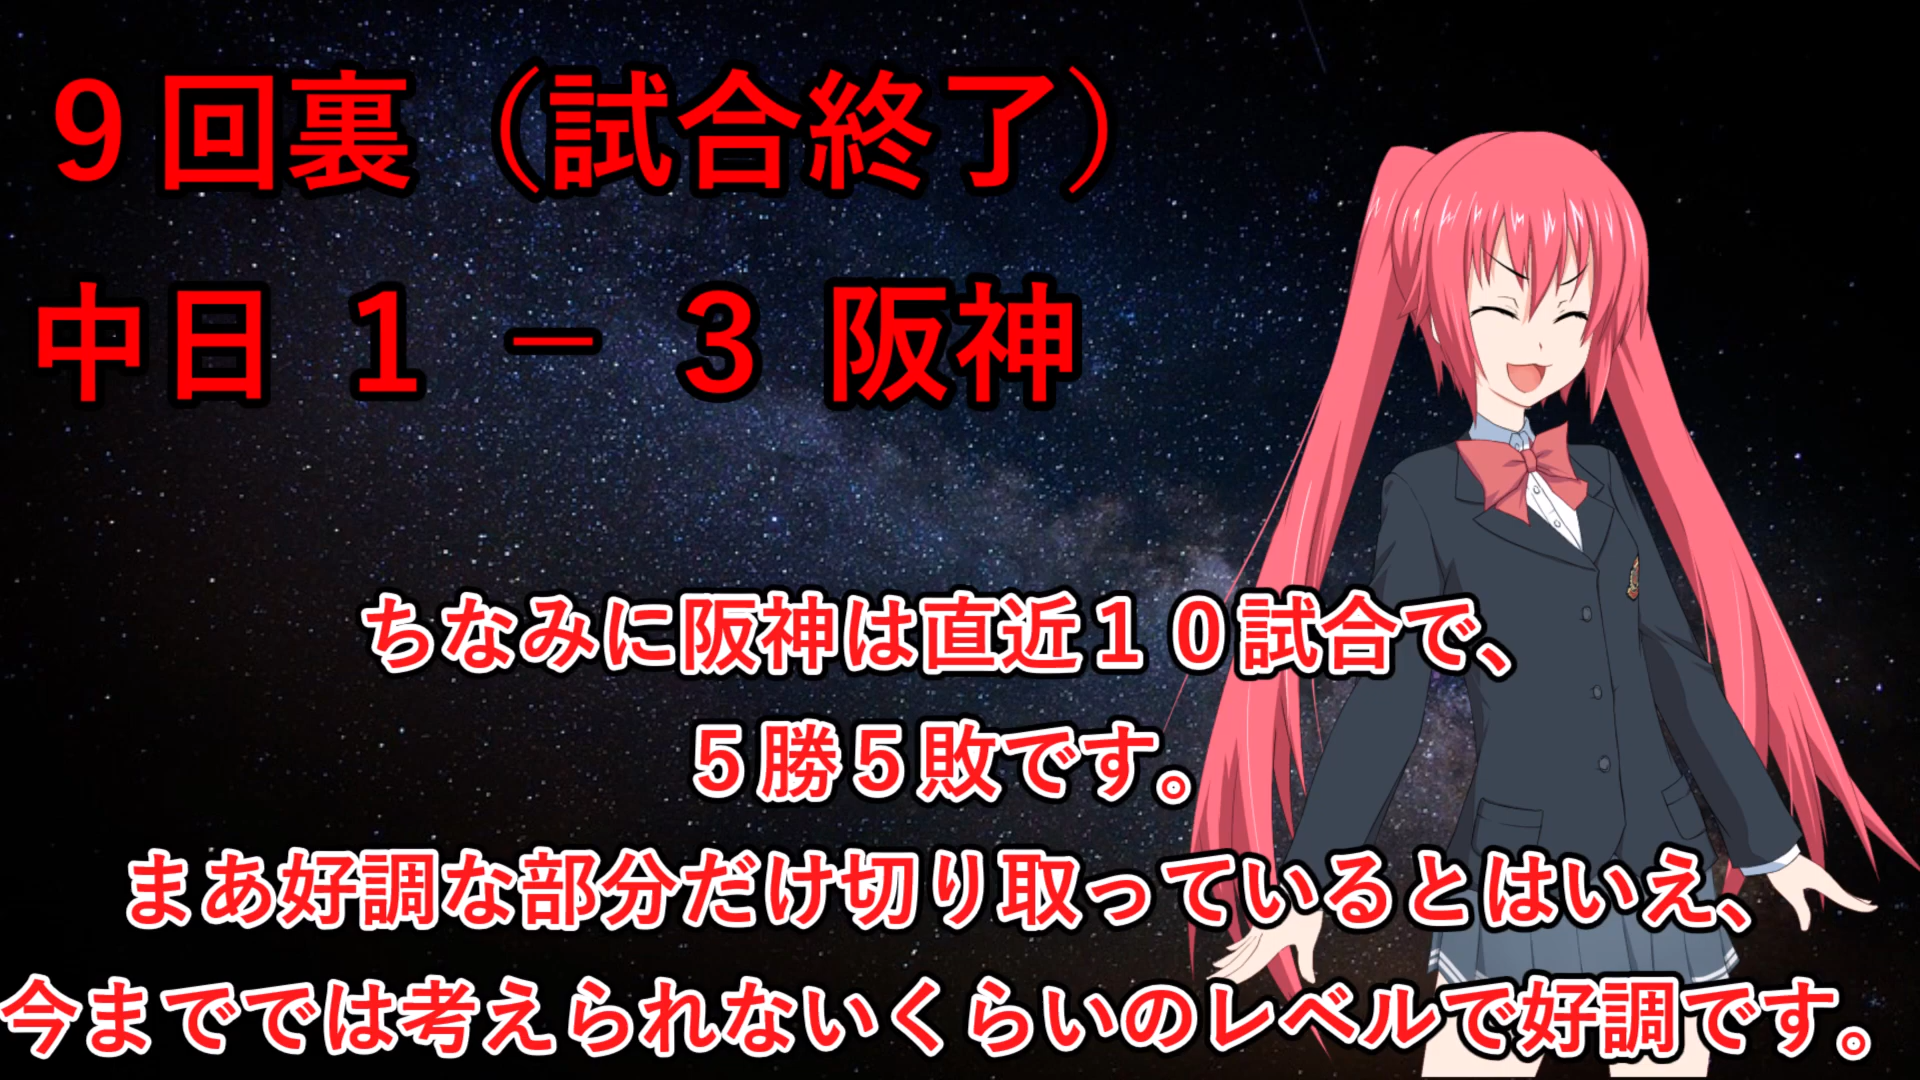 ９回裏（試合終了）
中日 １ － ３ 阪神
ちなみに阪神は直近１０試合で、
５勝５敗です。
まあ好調な部分だけ切り取っているとはいえ、
今まででは考えられないくらいのレベルで好調です。